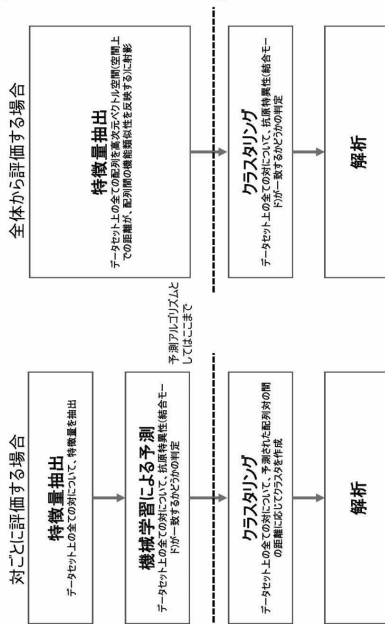 対ごとに評価する場合
特徴量抽出
データセット上の全ての対について、特徴量を抽出
機械学習による予測
データセット上の全ての対について、抗原特異性(結合モー
ド)が一致するかどうかの判定
クラスタリング
データセット上の全ての対について、予測された配列対の間
の距離に応じてクラスタを作成
解析
予測アルゴリズムと
してはここまで
全体から評価する場合
特徴量抽出
データセット上の全ての配列を高次元ベクトル空間(空間上
での距離が、配列間の機能類似性を反映する)に射影
クラスタリング
データセット上の全ての対について、抗原特異性(結合モー
ド)が一致するかどうかの判定
解析